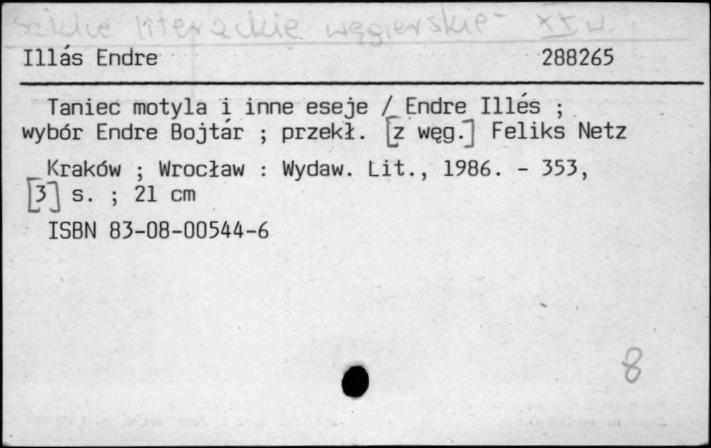 Szkice literackie węgierskie XX w.
Illás Endre 288265
Taniec motyla i inne eseje / Endre Illés ;
wybór Endre Bojtár ; przekł. [z węg.] Feliks Netz
Kraków ; Wrocław : Wydaw. Lit., 1986. - 353,
[3] s. ; 21 cm
ISBN 83-08-00544-6
8